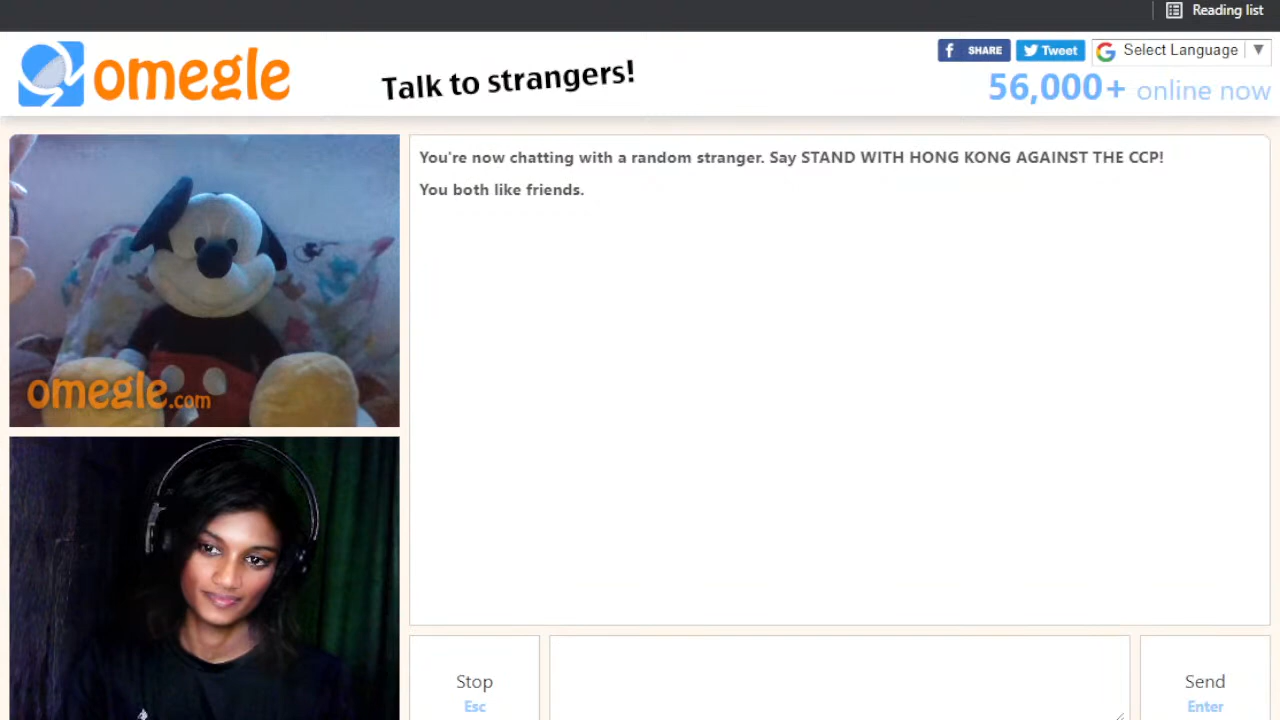 Reading list
omegle
Talk to strangers!
f SHARE
Tweet
G Select Language ▼
56,000+ online now
You're now chatting with a random stranger. Say STAND WITH HONG KONG AGAINST THE CCP!
You both like friends.
omegle.com
Stop
Esc
Send
Enter